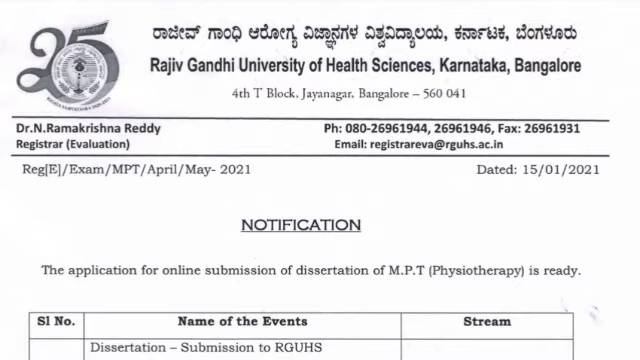 ರಾಜೀವ್ ಗಾಂಧಿ ಆರೋಗ್ಯ ವಿಜ್ಞಾನಗಳ ವಿಶ್ವವಿದ್ಯಾಲಯ, ಕರ್ನಾಟಕ, ಬೆಂಗಳೂರು
Rajiv Gandhi University of Health Sciences, Karnataka, Bangalore
4th T Block, Jayanagar, Bangalore – 560 041
Dr.N.Ramakrishna Reddy
Registrar (Evaluation)
Ph: 080-26961944, 26961946, Fax: 26961931
Email: registrareva@rguhs.ac.in
Reg[E]/Exam/MPT/April/May- 2021 Dated: 15/01/2021
NOTIFICATION
The application for online submission of dissertation of M.P.T (Physiotherapy) is ready.
Sl No. Name of the Events Stream
Dissertation – Submission to RGUHS